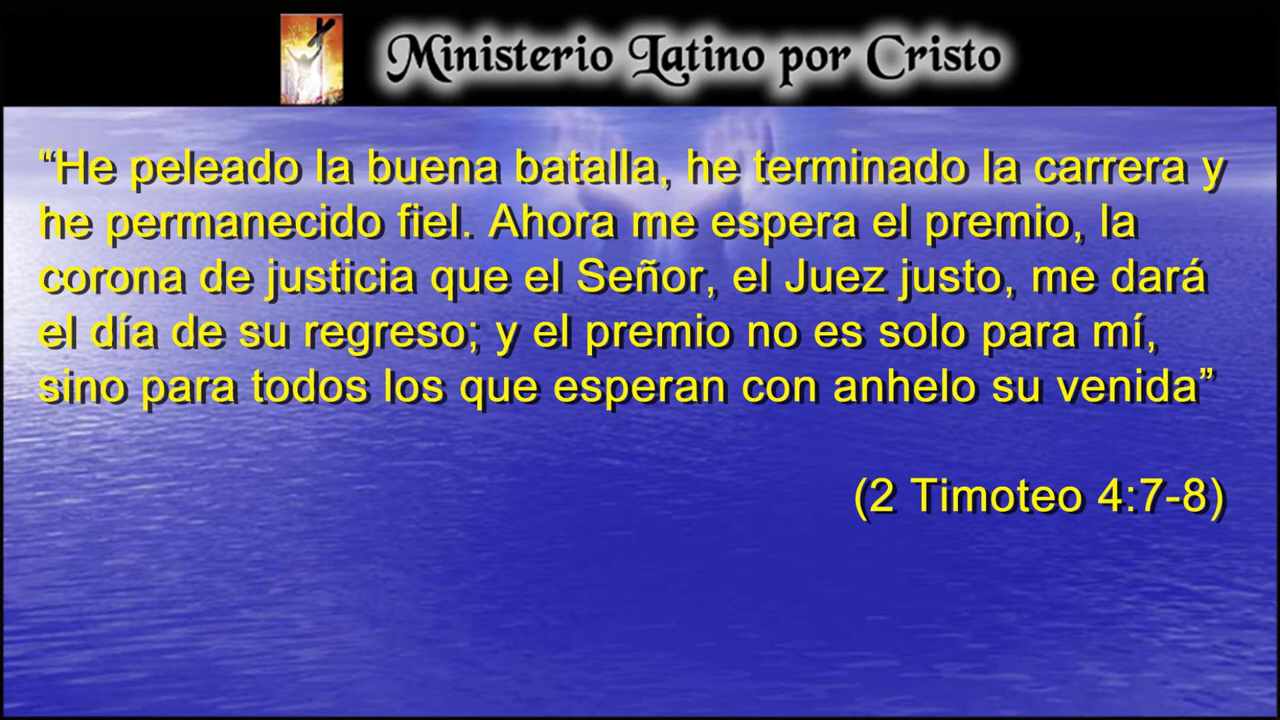 Ministerio Latino por Cristo
“He peleado la buena batalla, he terminado la carrera y
he permanecido fiel. Ahora me espera el premio, la
corona de justicia que el Señor, el Juez justo, me dará
el día de su regreso; y el premio no es solo para mí,
sino para todos los que esperan con anhelo su venida”
(2 Timoteo 4:7-8)